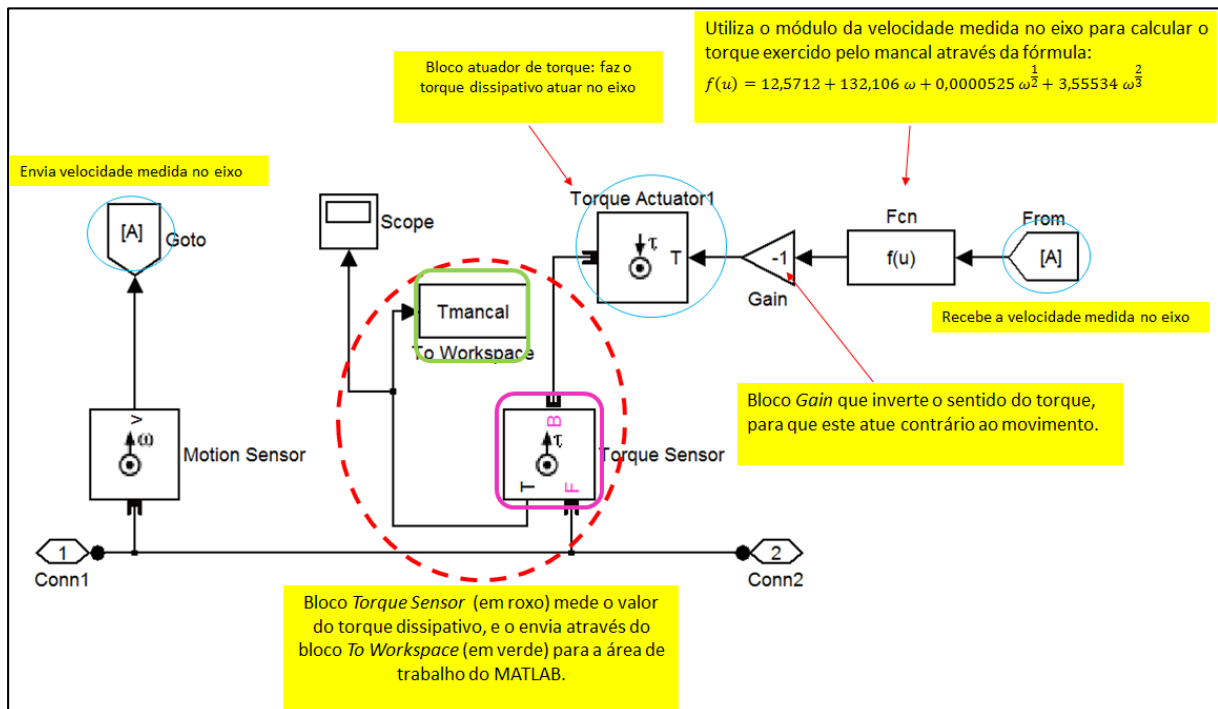 Utiliza o módulo da velocidade medida no eixo para calcular o
torque exercido pelo mancal através da fórmula:
f(u) = 12,5712 + 132,106 ω + 0,0000525 ω^(1/2) + 3,55534 ω^(2/3)
Bloco atuador de torque: faz o
torque dissipativo atuar no eixo
Envia velocidade medida no eixo
[A]
Goto
Scope
Torque Actuator1
τ
T
-1
Gain
Fcn
f(u)
From
[A]
Recebe a velocidade medida no eixo
Tmancal
To Workspace
Bloco Gain que inverte o sentido do torque,
para que este atue contrário ao movimento.
v
ω
Motion Sensor
B
τ
T
F
Torque Sensor
1
Conn1
2
Conn2
Bloco Torque Sensor (em roxo) mede o valor
do torque dissipativo, e o envia através do
bloco To Workspace (em verde) para a área de
trabalho do MATLAB.